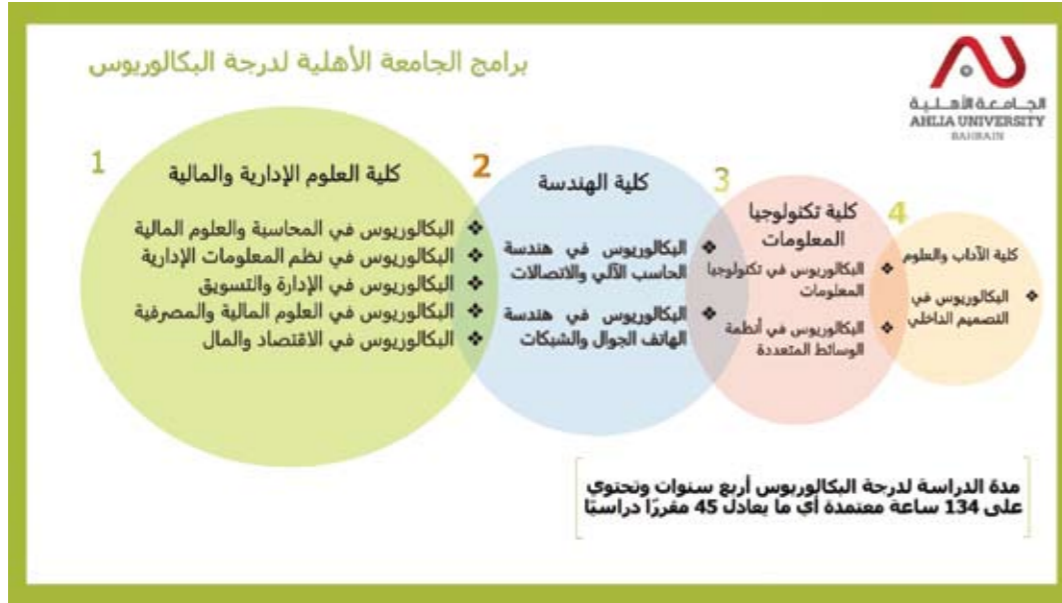 برامج الجامعة الأهلية لدرجة البكالوريوس
الجامعة الأهلية
AHLIA UNIVERSITY
BAHRAIN
1
كلية العلوم الإدارية والمالية
❖ البكالوريوس في المحاسبة والعلوم المالية
❖ البكالوريوس في نظم المعلومات الإدارية
❖ البكالوريوس في الإدارة والتسويق
❖ البكالوريوس في العلوم المالية والمصرفية
❖ البكالوريوس في الاقتصاد والمال
2
كلية الهندسة
❖ البكالوريوس في هندسة
الحاسب الآلي والاتصالات
❖ البكالوريوس في هندسة
الهاتف الجوال والشبكات
3
كلية تكنولوجيا
المعلومات
❖ البكالوريوس في تكنولوجيا
المعلومات
❖ البكالوريوس في أنظمة
الوسائط المتعددة
4
كلية الآداب والعلوم
❖ البكالوريوس في
التصميم الداخلي
مدة الدراسة لدرجة البكالوريوس أربع سنوات وتحتوي
على 134 ساعة معتمدة أي ما يعادل 45 مقررًا دراسيًا